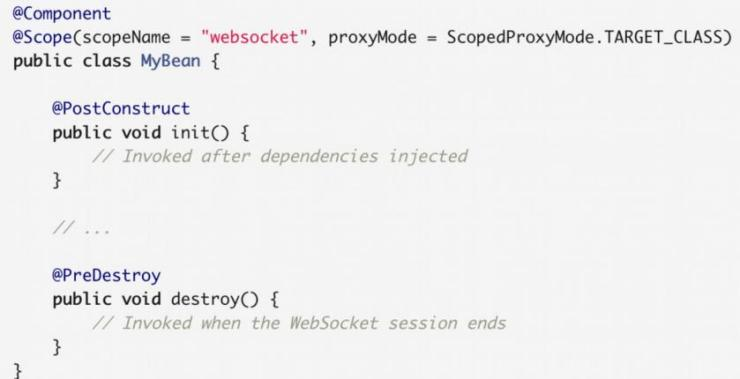 @Component
@Scope(scopeName = "websocket", proxyMode = ScopedProxyMode.TARGET_CLASS)
public class MyBean {
@PostConstruct
public void init() {
// Invoked after dependencies injected
}
// ...
@PreDestroy
public void destroy() {
// Invoked when the WebSocket session ends
}
}